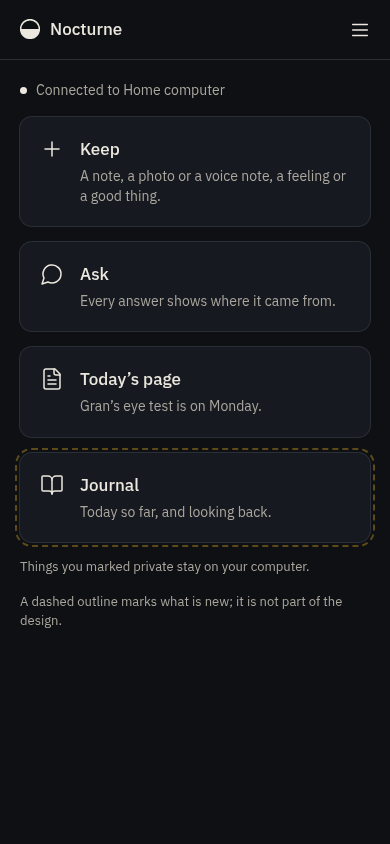 Nocturne
Connected to Home computer
Keep
A note, a photo or a voice note, a feeling or
a good thing.
Ask
Every answer shows where it came from.
Today’s page
Gran’s eye test is on Monday.
Journal
Today so far, and looking back.
Things you marked private stay on your computer.
A dashed outline marks what is new; it is not part of the
design.